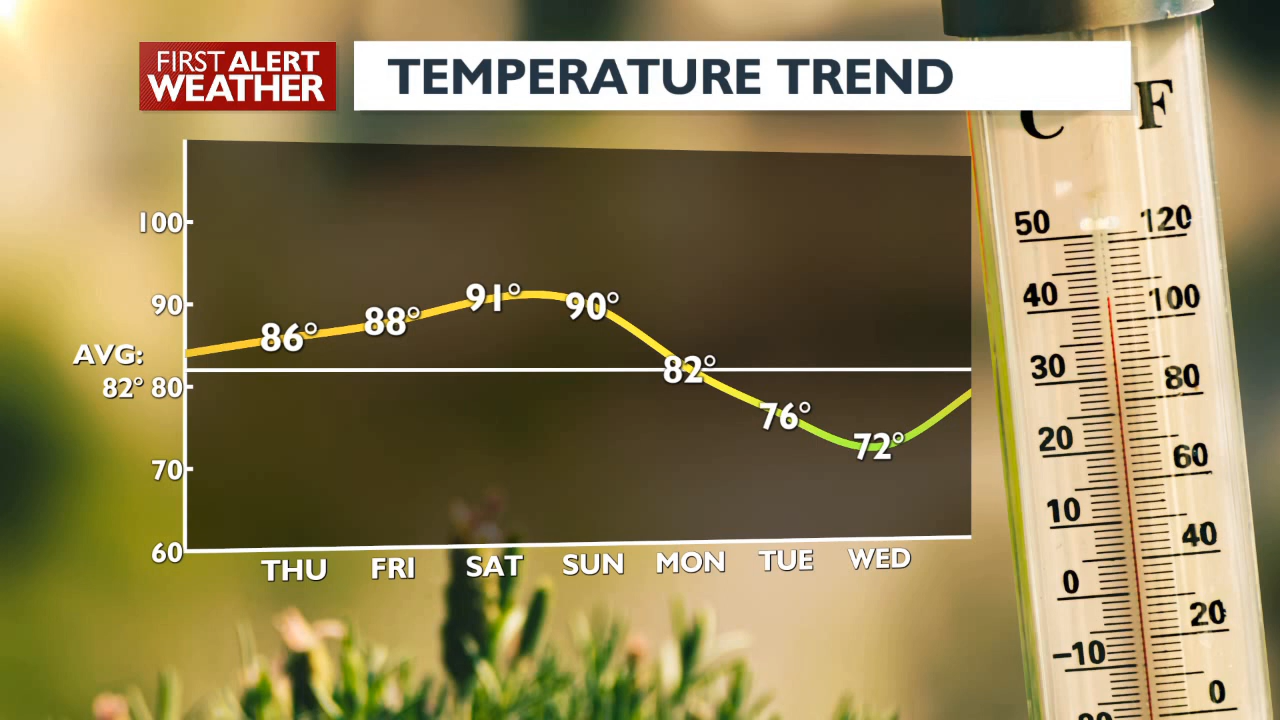 FIRST ALERT
WEATHER
TEMPERATURE TREND
C F
100
90
AVG:
82° 80
70
60
86° 88° 91° 90° 82° 76° 72°
THU FRI SAT SUN MON TUE WED
50 120
40 100
30 80
20 60
10 40
0 20
-10 0